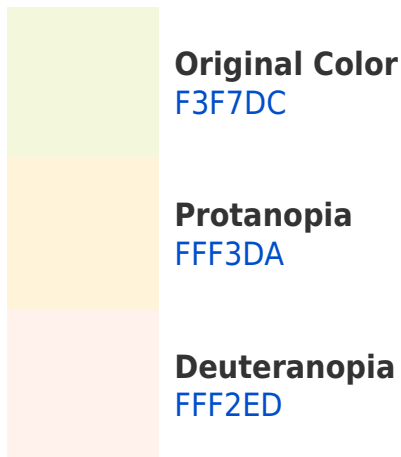 Original Color
F3F7DC
Protanopia
FFF3DA
Deuteranopia
FFF2ED